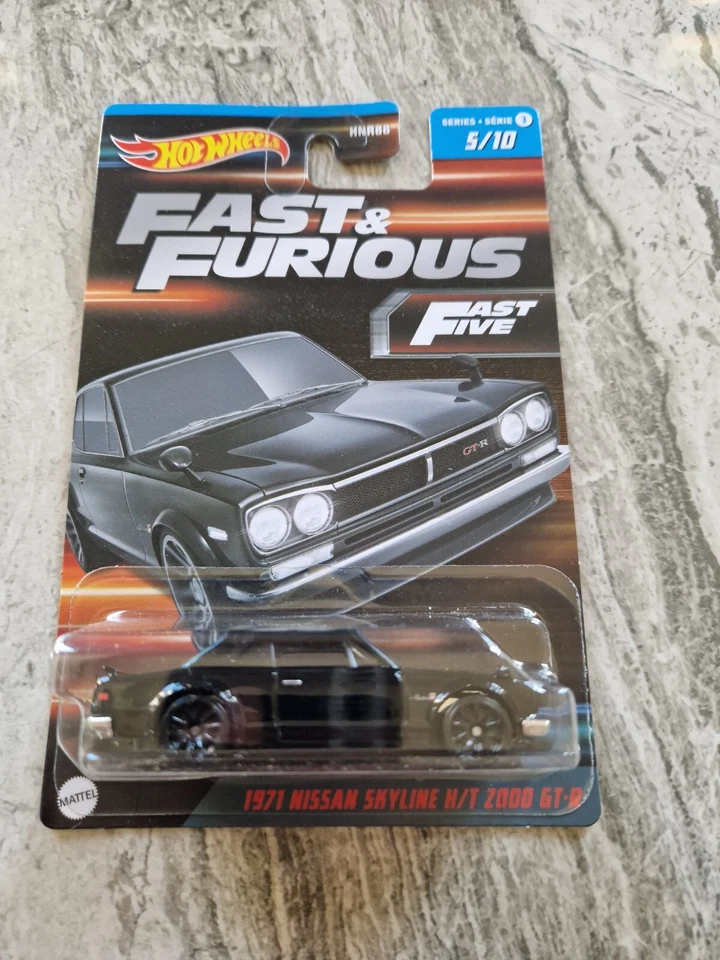 HOT WHEELS
HNR88
SERIES • SÉRIE 3
5/10
FAST &
FURIOUS
FAST
FIVE
GT-R
MATTEL
1971 NISSAN SKYLINE H/T 2000 GT-R